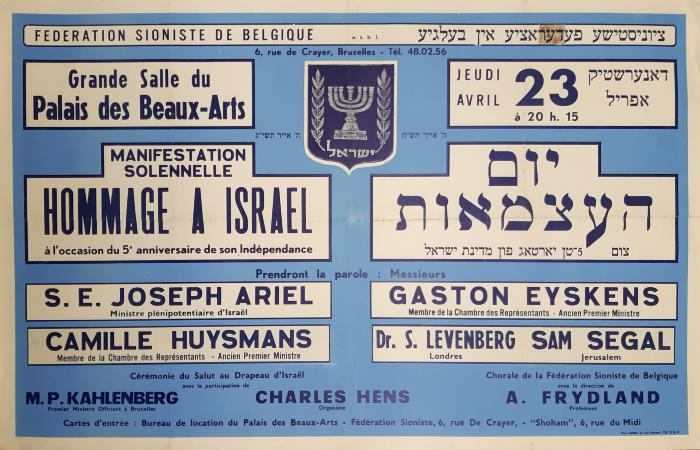 FEDERATION SIONISTE DE BELGIQUE a. s. b. l. ציוניסטישע פעדעראציע אין בעלגיע
6, rue de Crayer, Bruxelles - Tél. 48.02.56
Grande Salle du
Palais des Beaux-Arts
JEUDI 23 דאנערשטיק
AVRIL אפריל
à 20 h. 15
ה׳ אייר תשי״ג
ה׳ אייר תש״ח
ישראל
MANIFESTATION
SOLENNELLE
HOMMAGE A ISRAEL
à l'occasion du 5e anniversaire de son Indépendance
יום
העצמאות
צום 5־טן יארטאג פון מדינת ישראל
Prendront la parole : Messieurs
S. E. JOSEPH ARIEL
Ministre plénipotentiaire d'Israël
GASTON EYSKENS
Membre de la Chambre des Représentants - Ancien Premier Ministre
CAMILLE HUYSMANS
Membre de la Chambre des Représentants - Ancien Premier Ministre
Dr. S. LEVENBERG SAM SEGAL
Londres Jerusalem
Cérémonie du Salut au Drapeau d'Israël
avec la participation de
M. P. KAHLENBERG
Premier Ministre Officiant à Bruxelles
CHARLES HENS
Organiste
Chorale de la Fédération Sioniste de Belgique
sous la direction de
A. FRYDLAND
Professeur
Cartes d'entrée : Bureau de location du Palais des Beaux-Arts - Fédération Sioniste, 6, rue De Crayer, - "Shoham", 6, rue du Midi